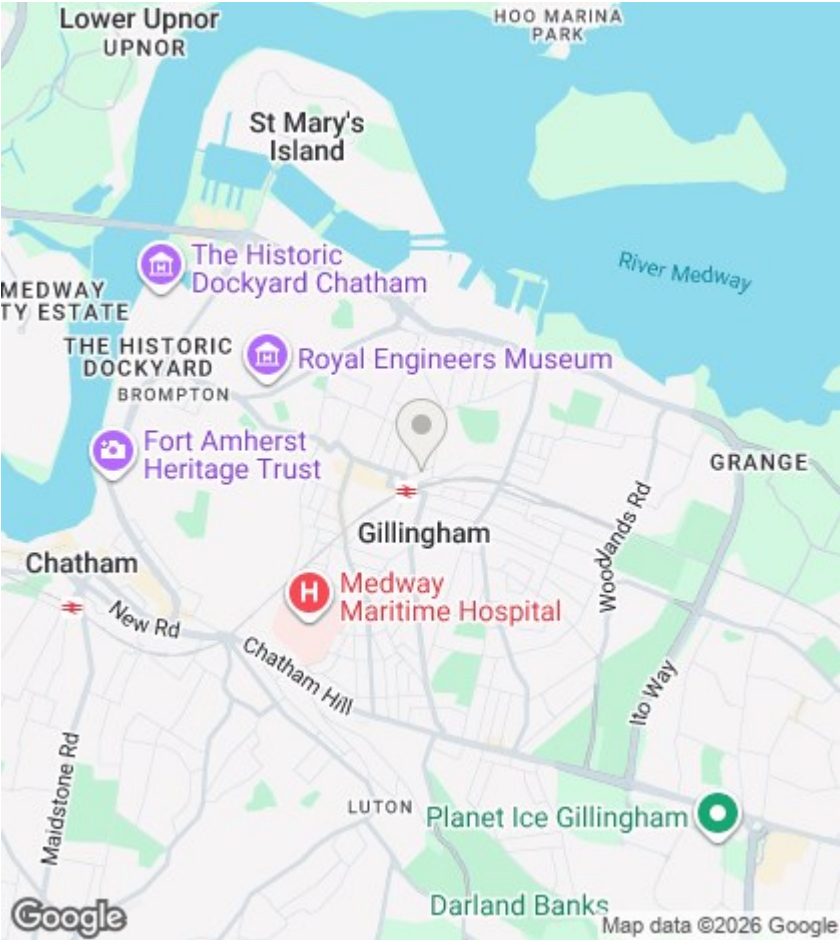 Lower Upnor
UPNOR
HOO MARINA
PARK
St Mary's
Island
The Historic
Dockyard Chatham
River Medway
MEDWAY
TY ESTATE
THE HISTORIC
DOCKYARD
BROMPTON
Royal Engineers Museum
Fort Amherst
Heritage Trust
GRANGE
Woodlands Rd
Gillingham
Chatham
H
Medway
Maritime Hospital
New Rd
Chatham Hill
Ito Way
Maidstone Rd
LUTON
Planet Ice Gillingham
Darland Banks
Google
Map data ©2026 Google